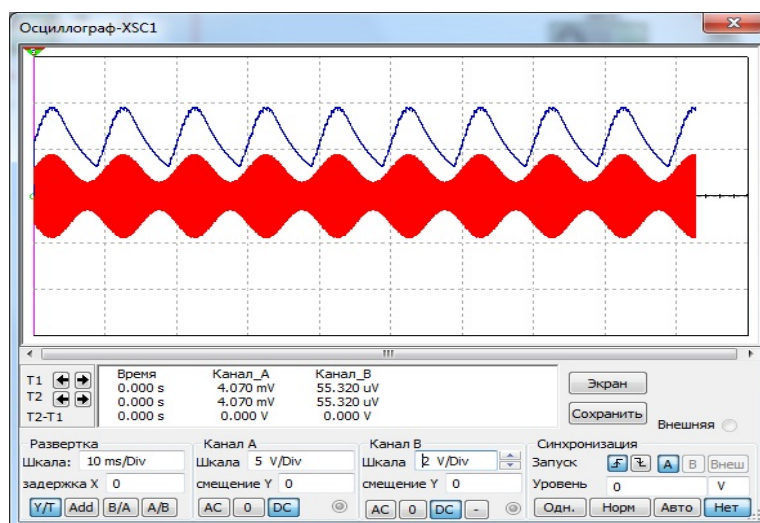 Осциллограф-XSC1
T1
T2
T2-T1
Время Канал_A Канал_B
0.000 s 4.070 mV 55.320 uV
0.000 s 4.070 mV 55.320 uV
0.000 s 0.000 V 0.000 V
Экран
Сохранить
Внешняя
Развертка
Шкала: 10 ms/Div
задержка X 0
Y/T Add B/A A/B
Канал A
Шкала 5 V/Div
смещение Y 0
AC 0 DC
Канал B
Шкала 2 V/Div
смещение Y 0
AC 0 DC -
Синхронизация
Запуск A B Внеш
Уровень 0 V
Одн. Норм Авто Нет